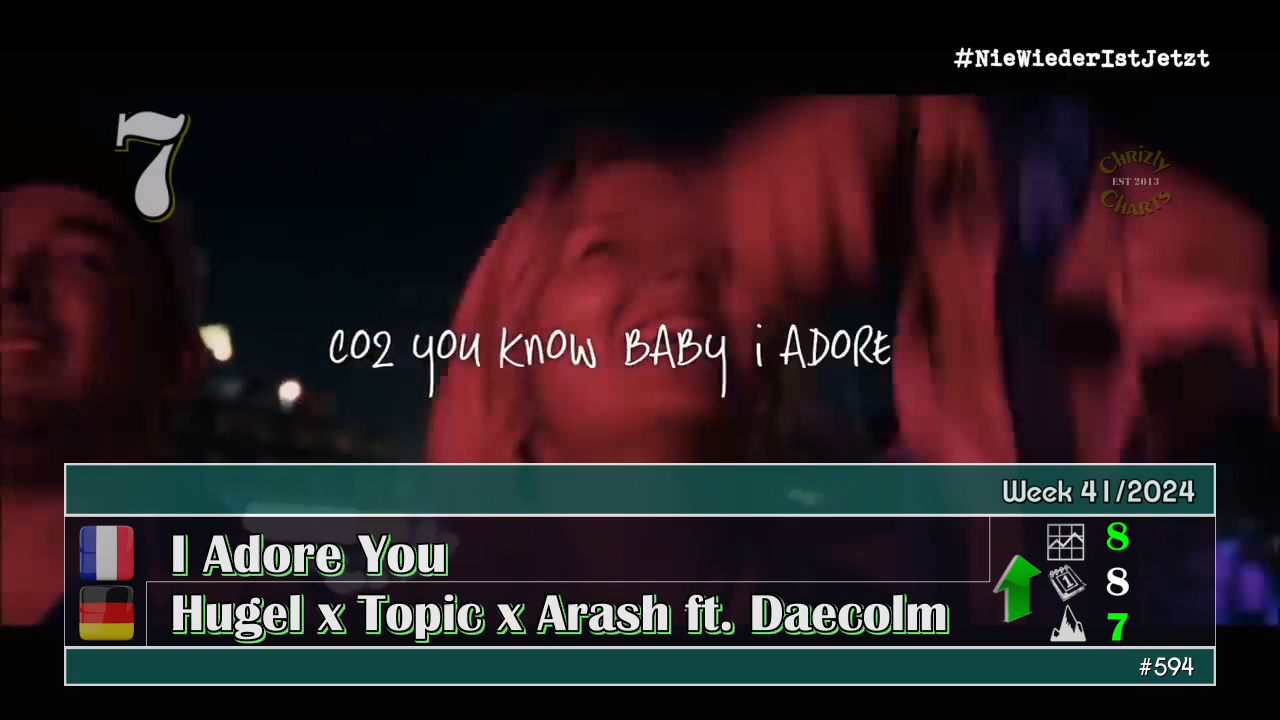 #NieWiederIstJetzt
7
Chrizly
EST 2013
Charts
CO2 YOU KNOW BABY i ADORE
Week 41/2024
I Adore You
8
1
8
Hugel x Topic x Arash ft. Daecolm
7
#594